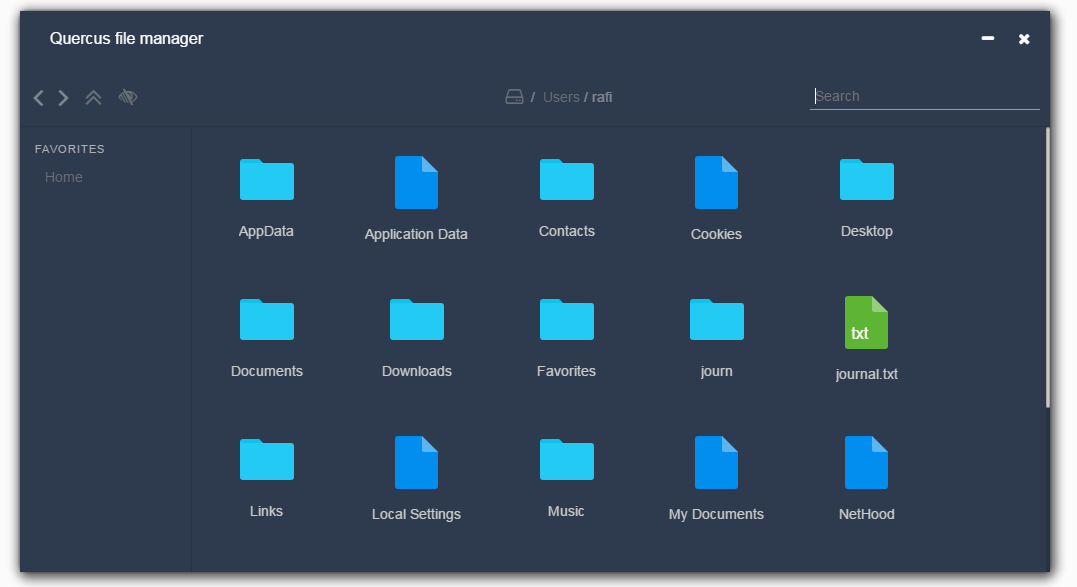 Quercus file manager
/ Users / rafi
Search
FAVORITES
Home
AppData
Application Data
Contacts
Cookies
Desktop
Documents
Downloads
Favorites
journ
txt
journal.txt
Links
Local Settings
Music
My Documents
NetHood